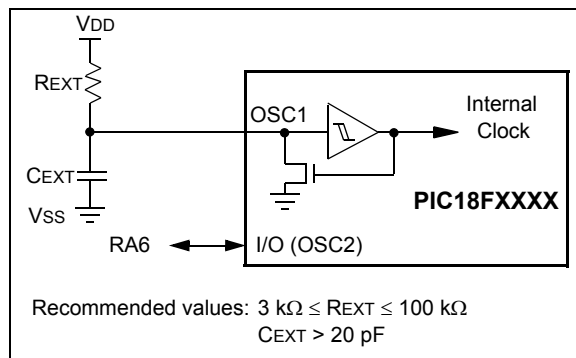 VDD
REXT
OSC1
Internal
Clock
CEXT
PIC18FXXXX
VSS
RA6
I/O (OSC2)
Recommended values: 3 kΩ ≤ REXT ≤ 100 kΩ
CEXT > 20 pF